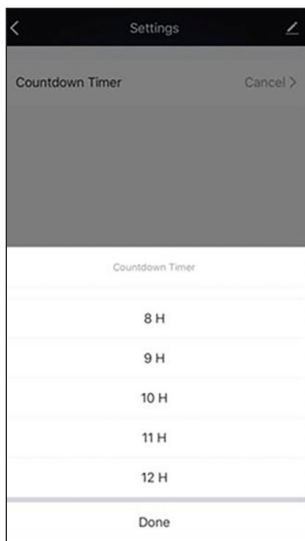 Settings
Countdown Timer Cancel >
Countdown Timer
8 H
9 H
10 H
11 H
12 H
Done